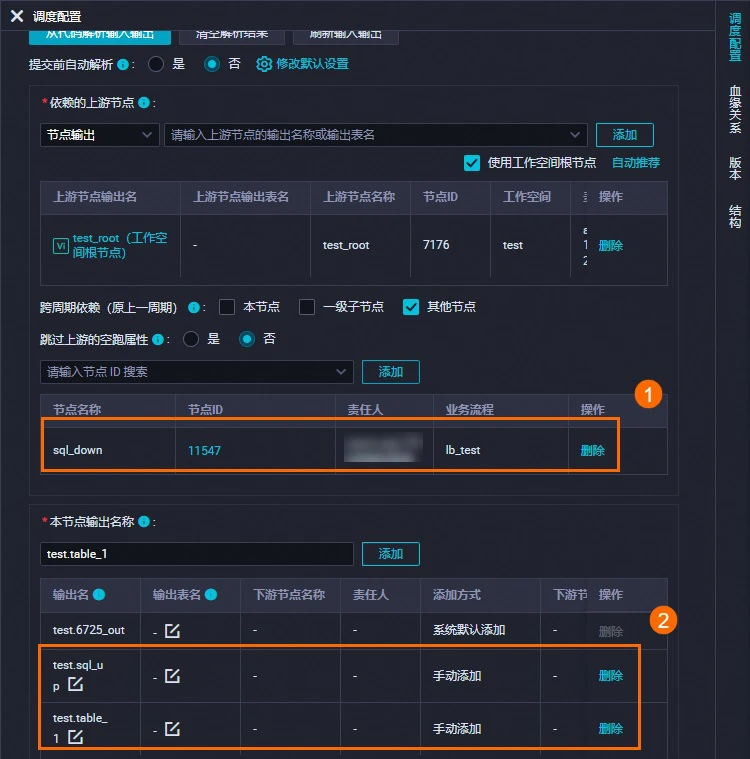 调度配置
从代码解析输入输出 清空解析结果 刷新输入输出
提交前自动解析 : 是 否 修改默认设置
* 依赖的上游节点 :
节点输出 请输入上游节点的输出名称或输出表名 添加
使用工作空间根节点 自动推荐
上游节点输出名 上游节点输出表名 上游节点名称 节点ID 工作空间 操作
Vi test_root（工作空间根节点） - test_root 7176 test 删除
跨周期依赖（原上一周期） : 本节点 一级子节点 其他节点
跳过上游的空跑属性 : 是 否
请输入节点 ID 搜索 添加
1
节点名称 节点ID 责任人 业务流程 操作
sql_down 11547 lb_test 删除
* 本节点输出名称 :
test.table_1 添加
输出名 输出表名 下游节点名称 责任人 添加方式 下游节 操作
test.6725_out - - - 系统默认添加 - 删除
2
test.sql_up - - - 手动添加 - 删除
test.table_1 - - - 手动添加 - 删除
调度配置
血缘关系
版本
结构